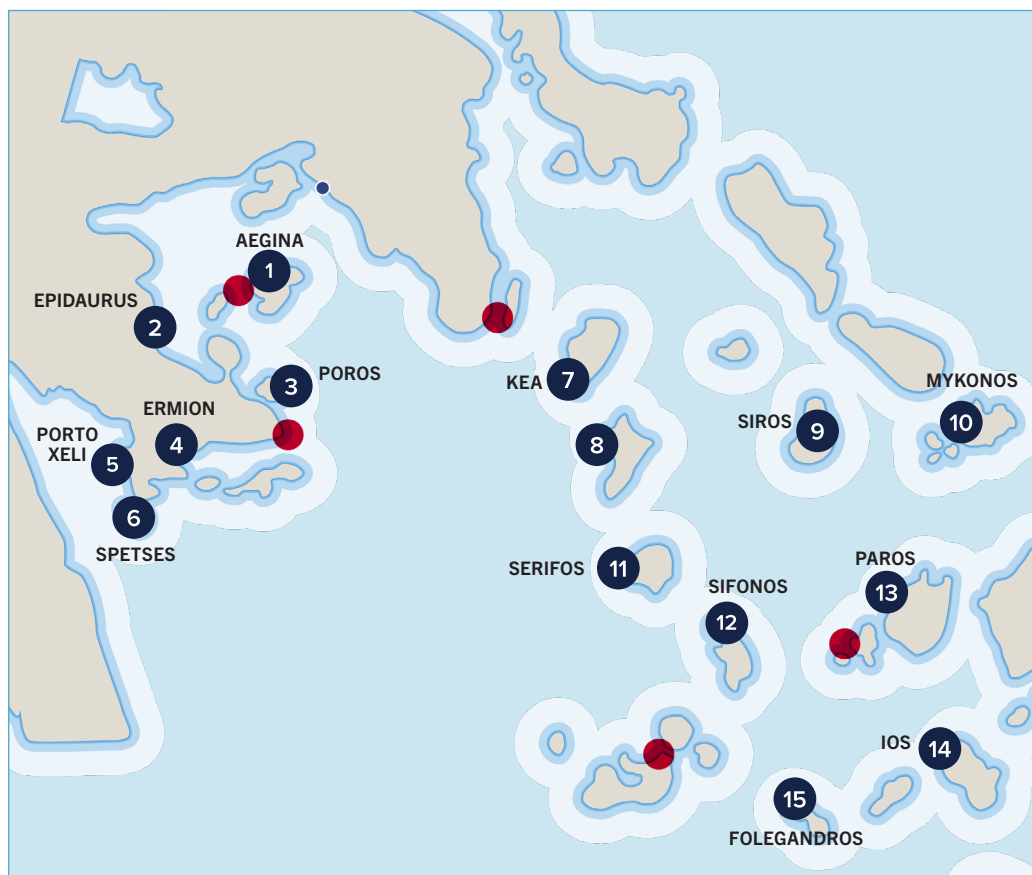 AEGINA
1
EPIDAURUS
2
3
POROS
ERMION
4
PORTO
XELI
5
6
SPETSES
KEA
7
8
SIROS
9
MYKONOS
10
SERIFOS
11
SIFONOS
12
PAROS
13
IOS
14
15
FOLEGANDROS